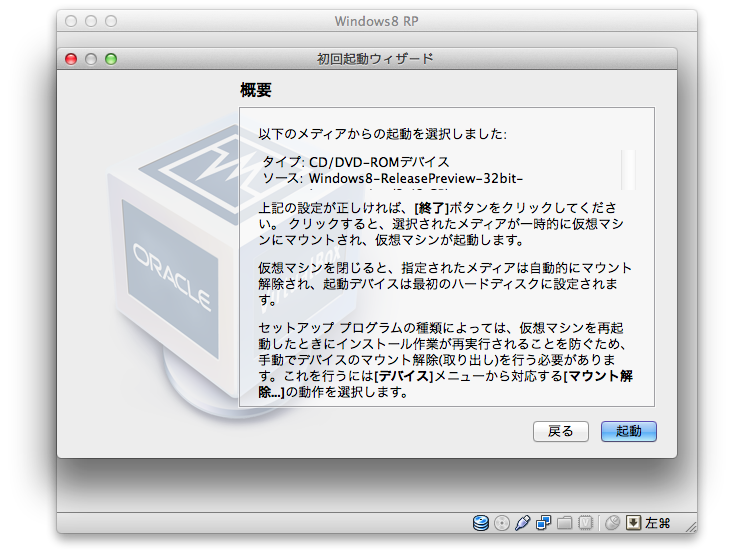 Windows8 RP
初回起動ウィザード
概要
以下のメディアからの起動を選択しました:
タイプ: CD/DVD-ROMデバイス
ソース: Windows8-ReleasePreview-32bit-
上記の設定が正しければ、[終了]ボタンをクリックしてくださ
い。 クリックすると、選択されたメディアが一時的に仮想マシ
ンにマウントされ、仮想マシンが起動します。
仮想マシンを閉じると、指定されたメディアは自動的にマウント
解除され、起動デバイスは最初のハードディスクに設定されま
す。
セットアップ プログラムの種類によっては、仮想マシンを再起
動したときにインストール作業が再実行されることを防ぐため、
手動でデバイスのマウント解除(取り出し)を行う必要がありま
す。これを行うには[デバイス]メニューから対応する[マウント解
除...]の動作を選択します。
ORACLE
戻る
起動
左⌘